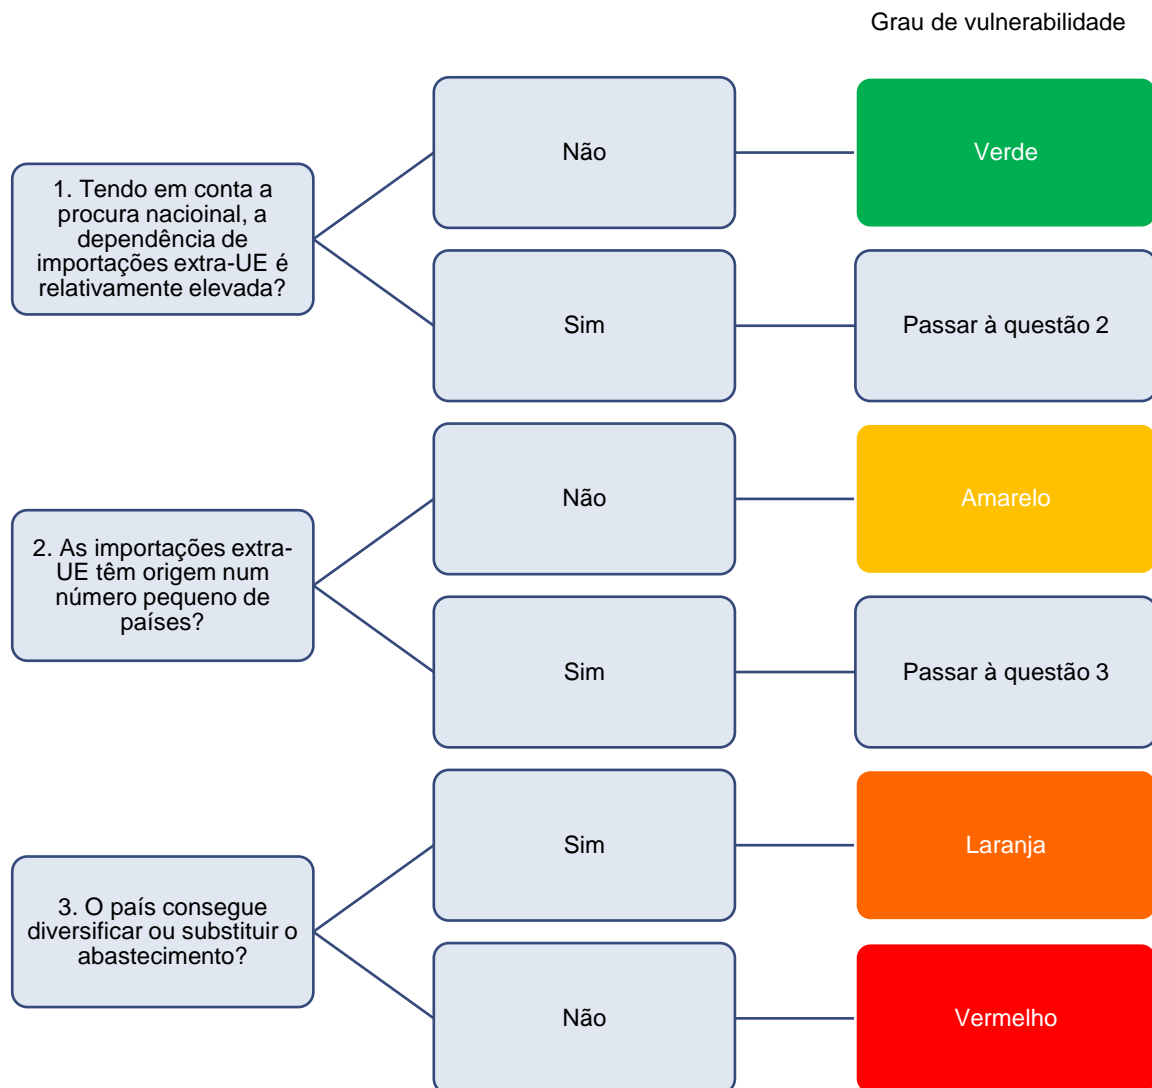 Grau de vulnerabilidade
Não
Verde
1. Tendo em conta a
procura nacioinal, a
dependência de
importações extra-UE é
relativamente elevada?
Sim
Passar à questão 2
Não
Amarelo
2. As importações extra-
UE têm origem num
número pequeno de
países?
Sim
Passar à questão 3
Sim
Laranja
3. O país consegue
diversificar ou substituir o
abastecimento?
Não
Vermelho